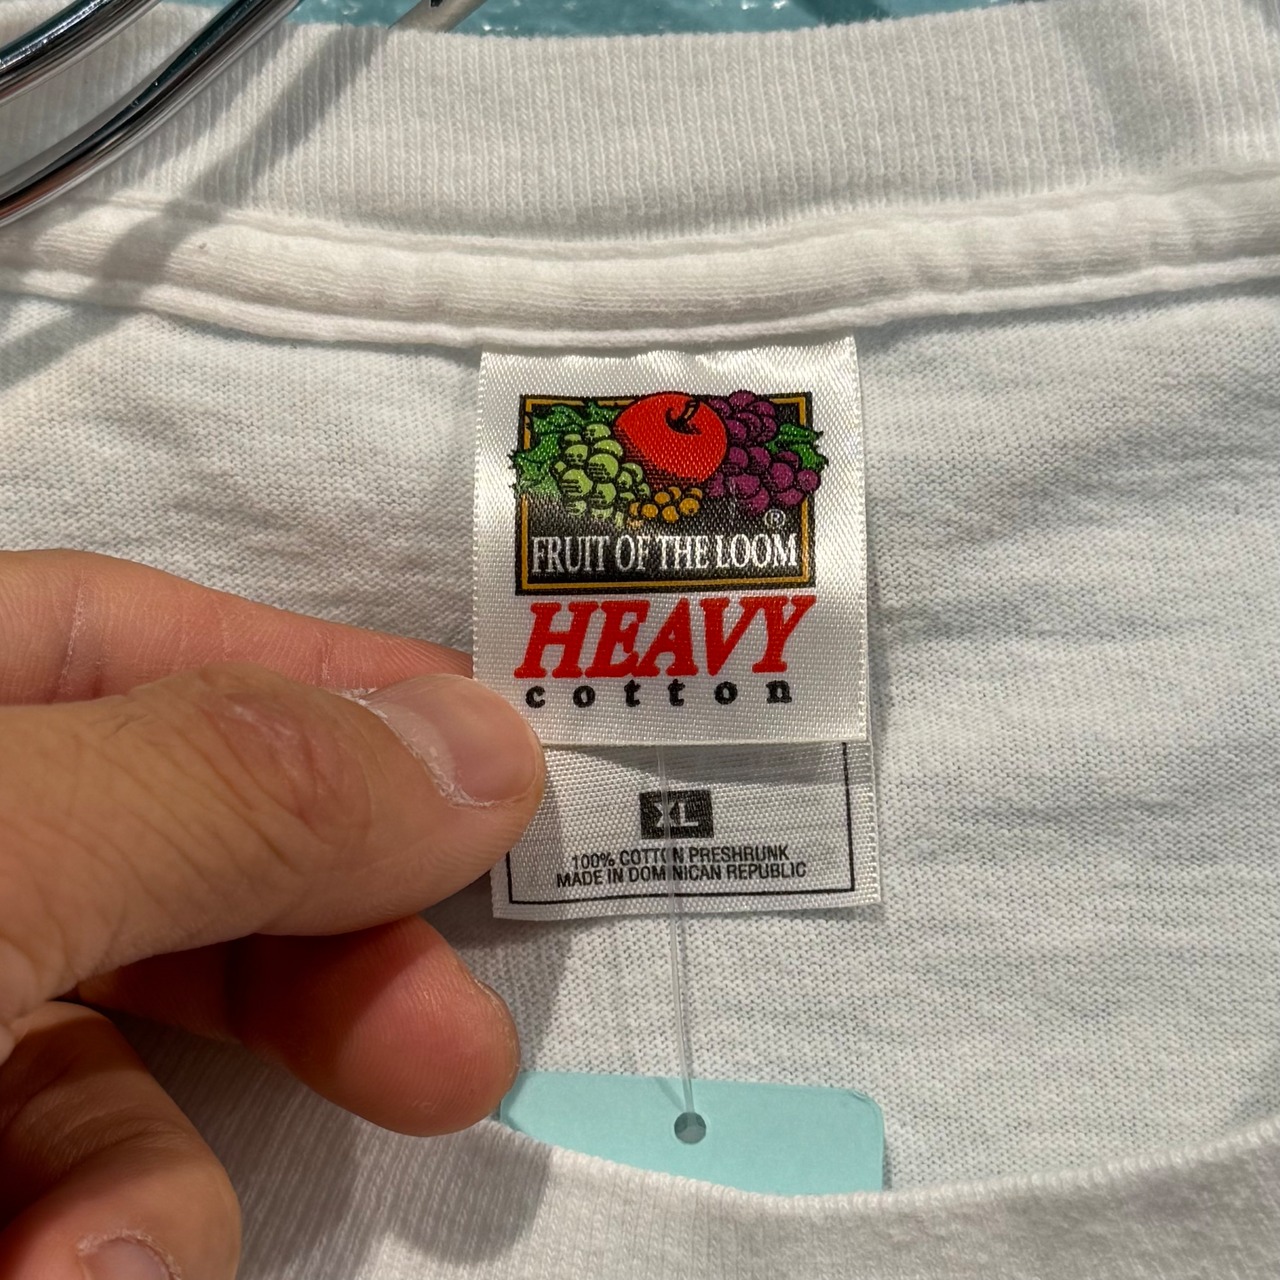 ®
FRUIT OF THE LOOM
HEAVY
cotton
XL
100% COTTON PRESHRUNK
MADE IN DOMINICAN REPUBLIC